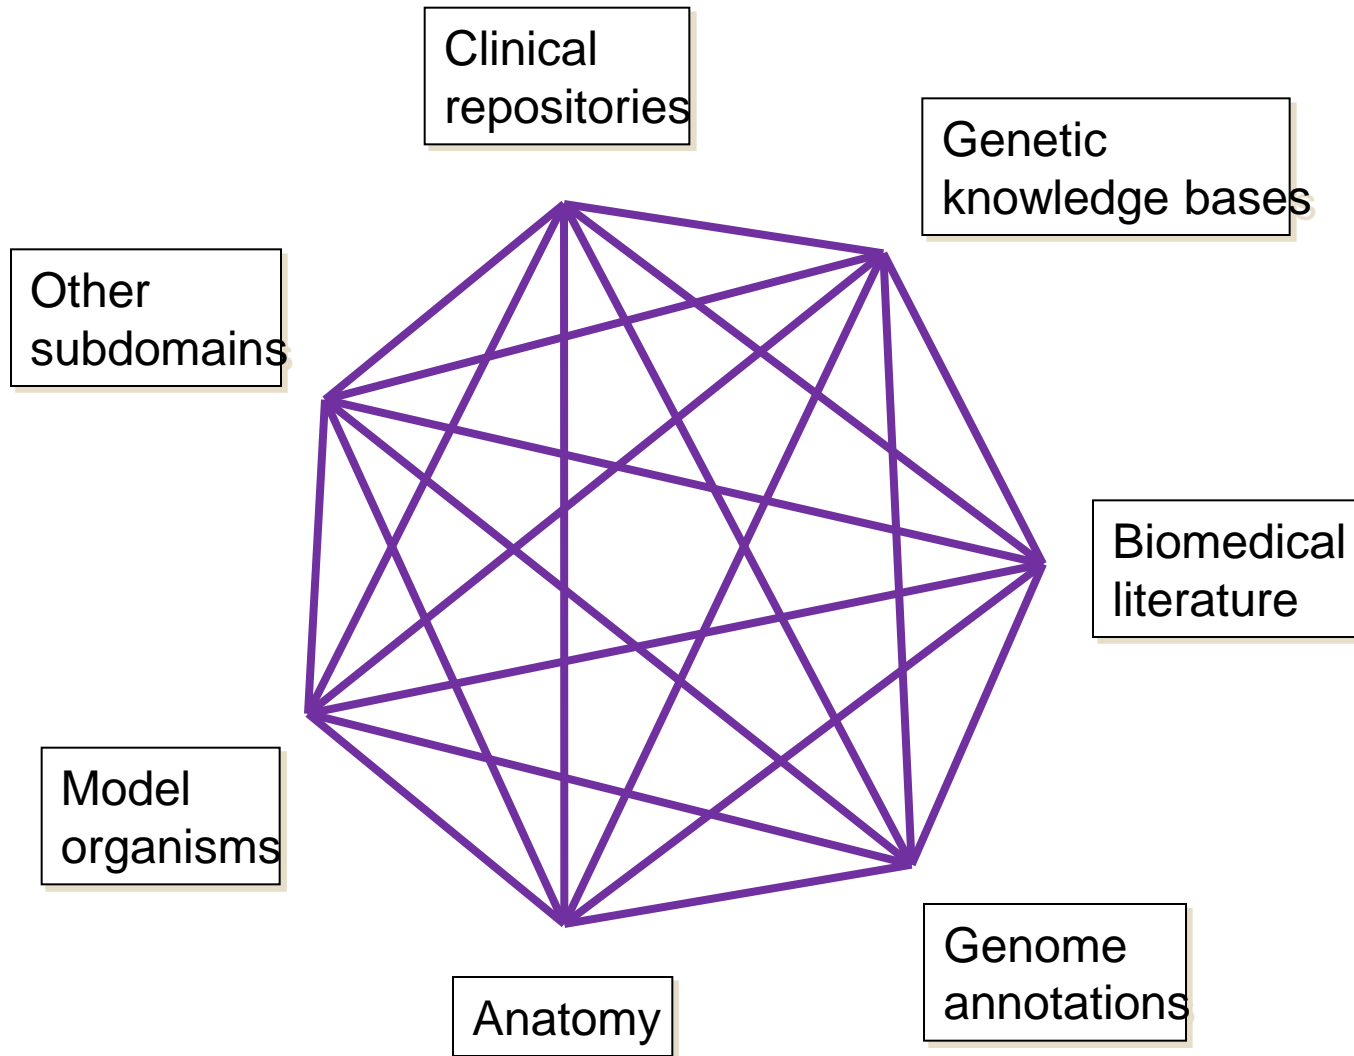 Clinical
repositories
Genetic
knowledge bases
Other
subdomains
Biomedical
literature
Model
organisms
Genome
annotations
Anatomy